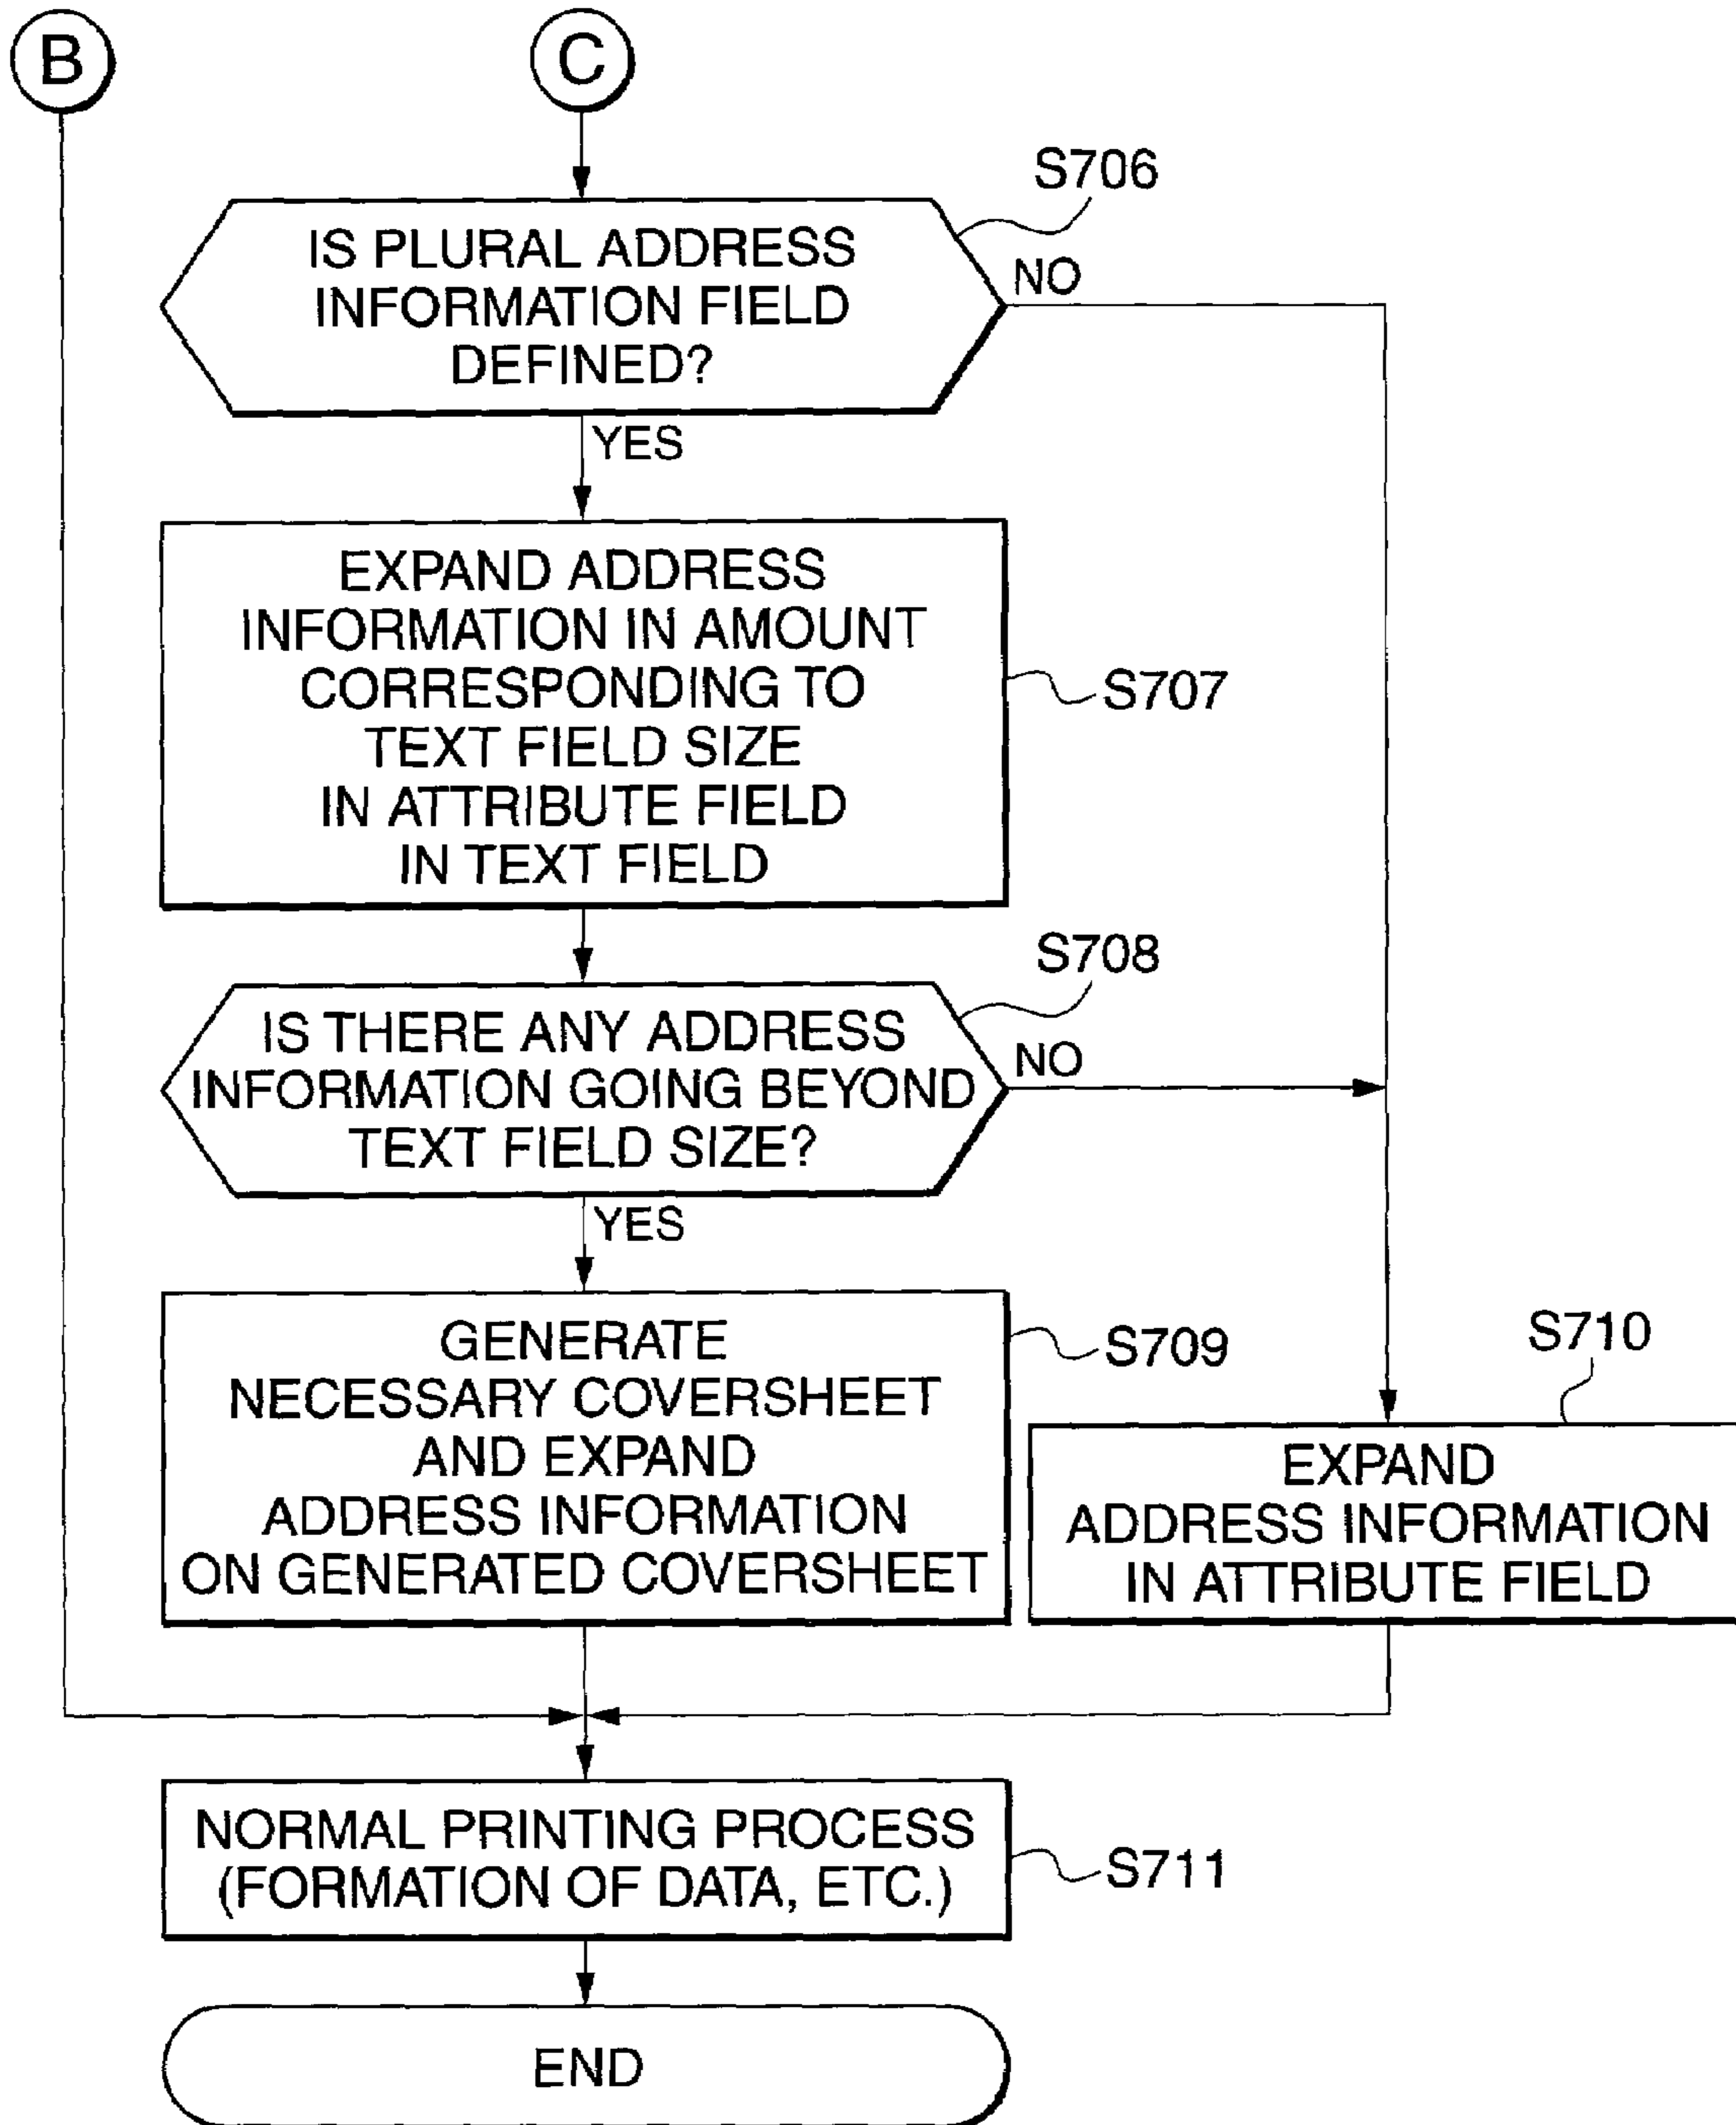 B
C
S706
IS PLURAL ADDRESS
INFORMATION FIELD
DEFINED?
NO
YES
EXPAND ADDRESS
INFORMATION IN AMOUNT
CORRESPONDING TO
TEXT FIELD SIZE
IN ATTRIBUTE FIELD
IN TEXT FIELD
S707
S708
IS THERE ANY ADDRESS
INFORMATION GOING BEYOND
TEXT FIELD SIZE?
NO
YES
GENERATE
NECESSARY COVERSHEET
AND EXPAND
ADDRESS INFORMATION
ON GENERATED COVERSHEET
S709
S710
EXPAND
ADDRESS INFORMATION
IN ATTRIBUTE FIELD
NORMAL PRINTING PROCESS
(FORMATION OF DATA, ETC.)
S711
END